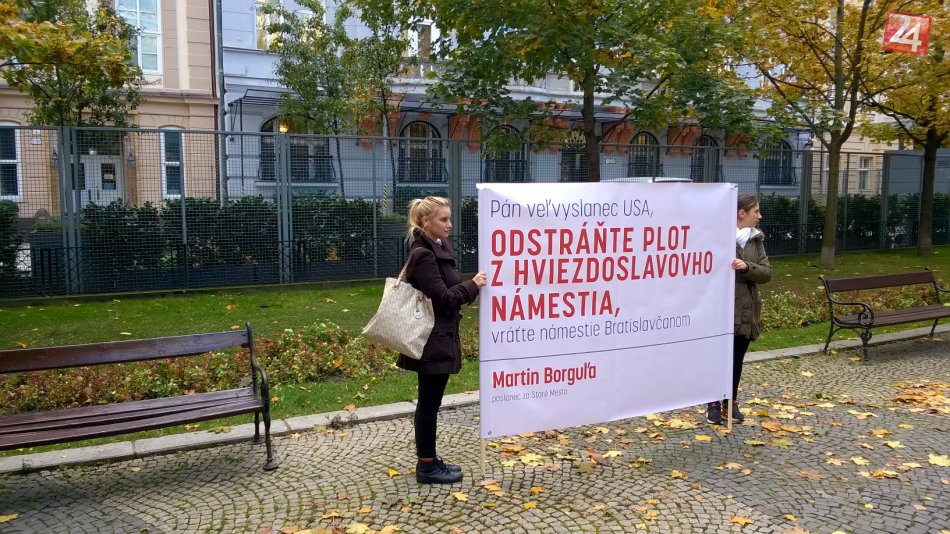 24
Pán veľvyslanec USA,
ODSTRÁŇTE PLOT
Z HVIEZDOSLAVOVHO
NÁMESTIA,
vráťte námestie Bratislavčanom
Martin Borguľa
poslanec za Staré Mesto